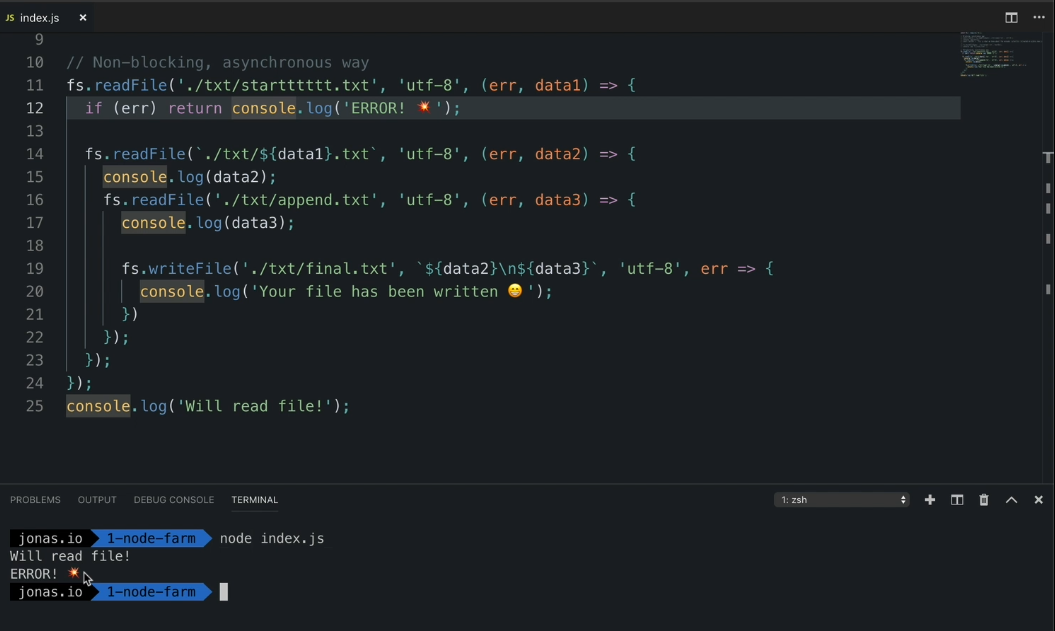 JS index.js ×
9
10 // Non-blocking, asynchronous way
11 fs.readFile('./txt/startttttt.txt', 'utf-8', (err, data1) => {
12 if (err) return console.log('ERROR! 💥');
13
14 fs.readFile(`./txt/${data1}.txt`, 'utf-8', (err, data2) => {
15 console.log(data2);
16 fs.readFile('./txt/append.txt', 'utf-8', (err, data3) => {
17 console.log(data3);
18
19 fs.writeFile('./txt/final.txt', `${data2}\n${data3}`, 'utf-8', err => {
20 console.log('Your file has been written 😁');
21 })
22 });
23 });
24 });
25 console.log('Will read file!');
PROBLEMS OUTPUT DEBUG CONSOLE TERMINAL 1: zsh
jonas.io 1-node-farm node index.js
Will read file!
ERROR! 💥
jonas.io 1-node-farm